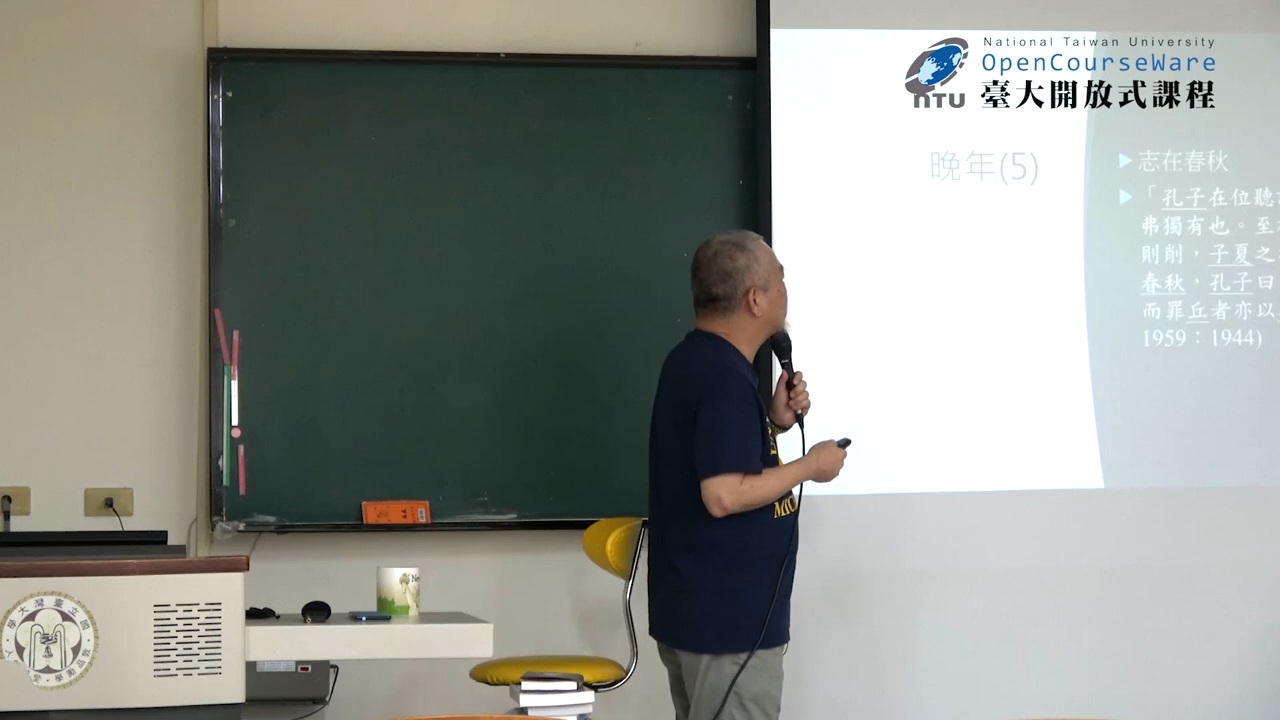 National Taiwan University
OpenCourseWare
NTU
臺大開放式課程
晚年(5)
志在春秋
「孔子在位聽
弗獨有也。至
則削,子夏之
春秋,孔子曰
而罪丘者亦以
1959:1944)